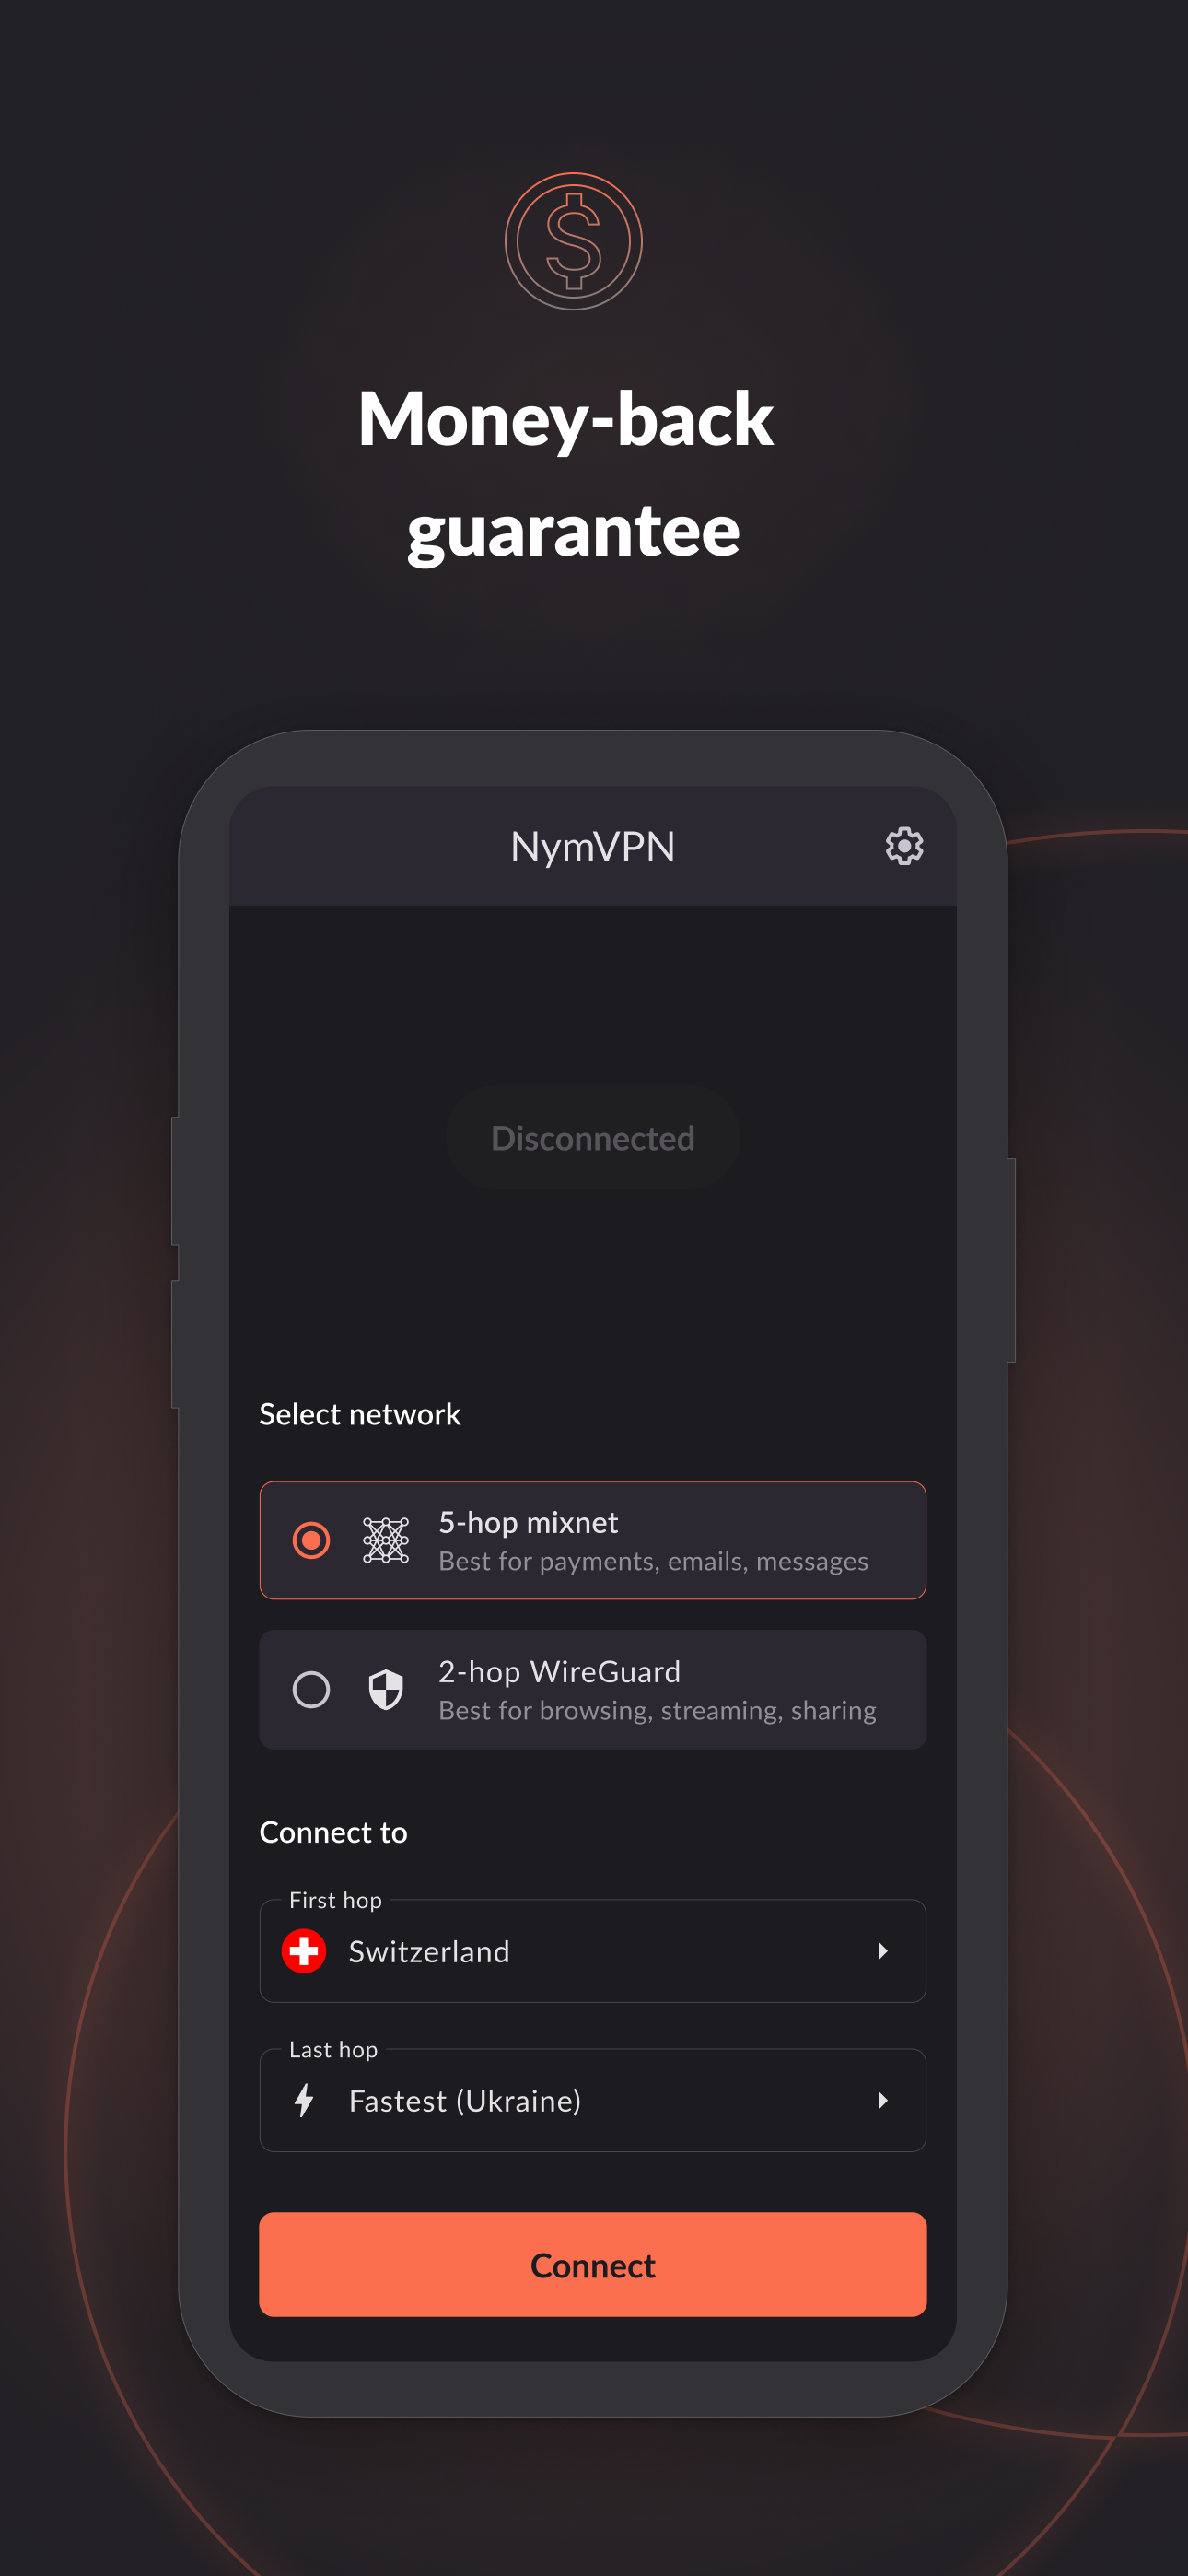 Money-back
guarantee
NymVPN
Disconnected
Select network
5-hop mixnet
Best for payments, emails, messages
2-hop WireGuard
Best for browsing, streaming, sharing
Connect to
First hop
Switzerland
Last hop
Fastest (Ukraine)
Connect